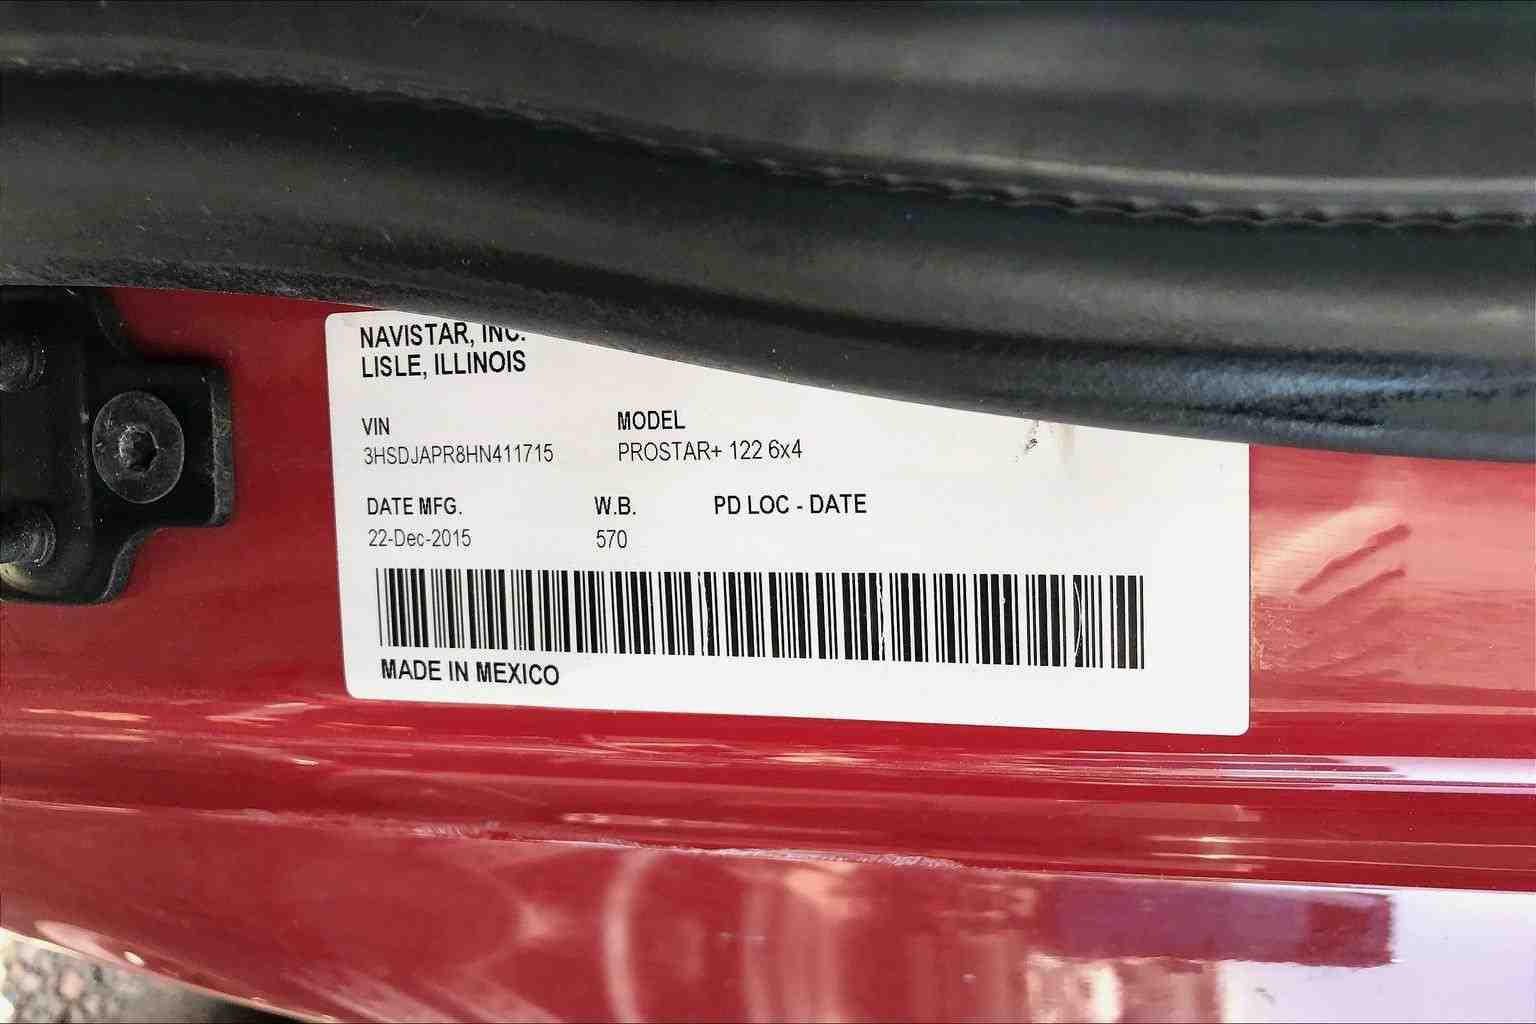 NAVISTAR, INC.
LISLE, ILLINOIS
VIN MODEL
3HSDJAPR8HN411715 PROSTAR+ 122 6x4
DATE MFG. W.B. PD LOC - DATE
22-Dec-2015 570
MADE IN MEXICO